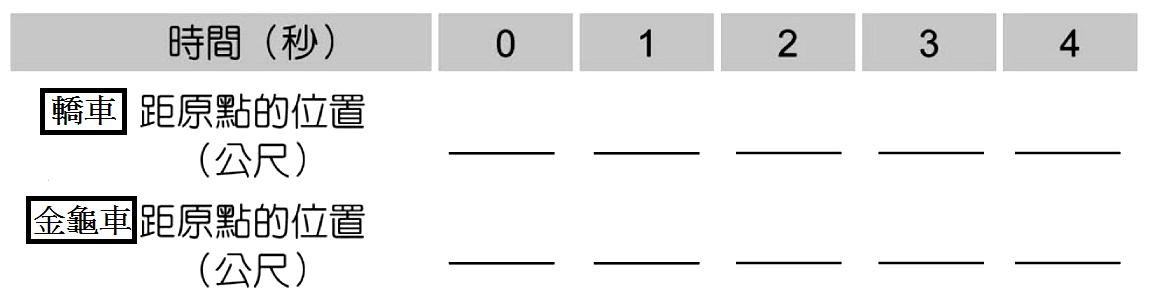 時間（秒） 0 1 2 3 4
轎車 距原點的位置
（公尺）
金龜車 距原點的位置
（公尺）